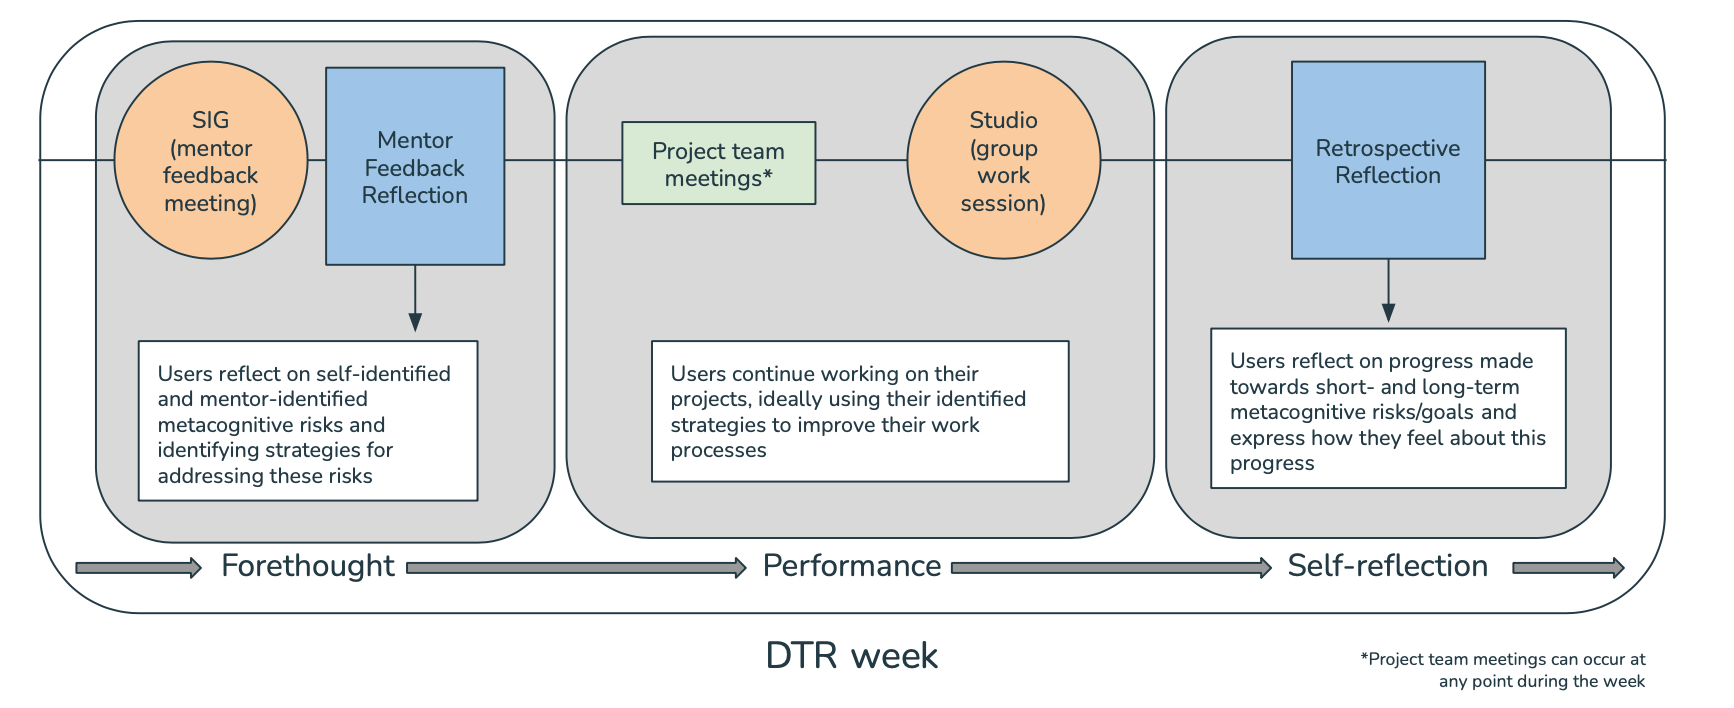 SIG
(mentor
feedback
meeting)
Mentor
Feedback
Reflection
Project team
meetings*
Studio
(group
work
session)
Retrospective
Reflection
Users reflect on self-identified
and mentor-identified
metacognitive risks and
identifying strategies for
addressing these risks
Users continue working on their
projects, ideally using their identified
strategies to improve their work
processes
Users reflect on progress made
towards short- and long-term
metacognitive risks/goals and
express how they feel about this
progress
Forethought
Performance
Self-reflection
DTR week
*Project team meetings can occur at
any point during the week